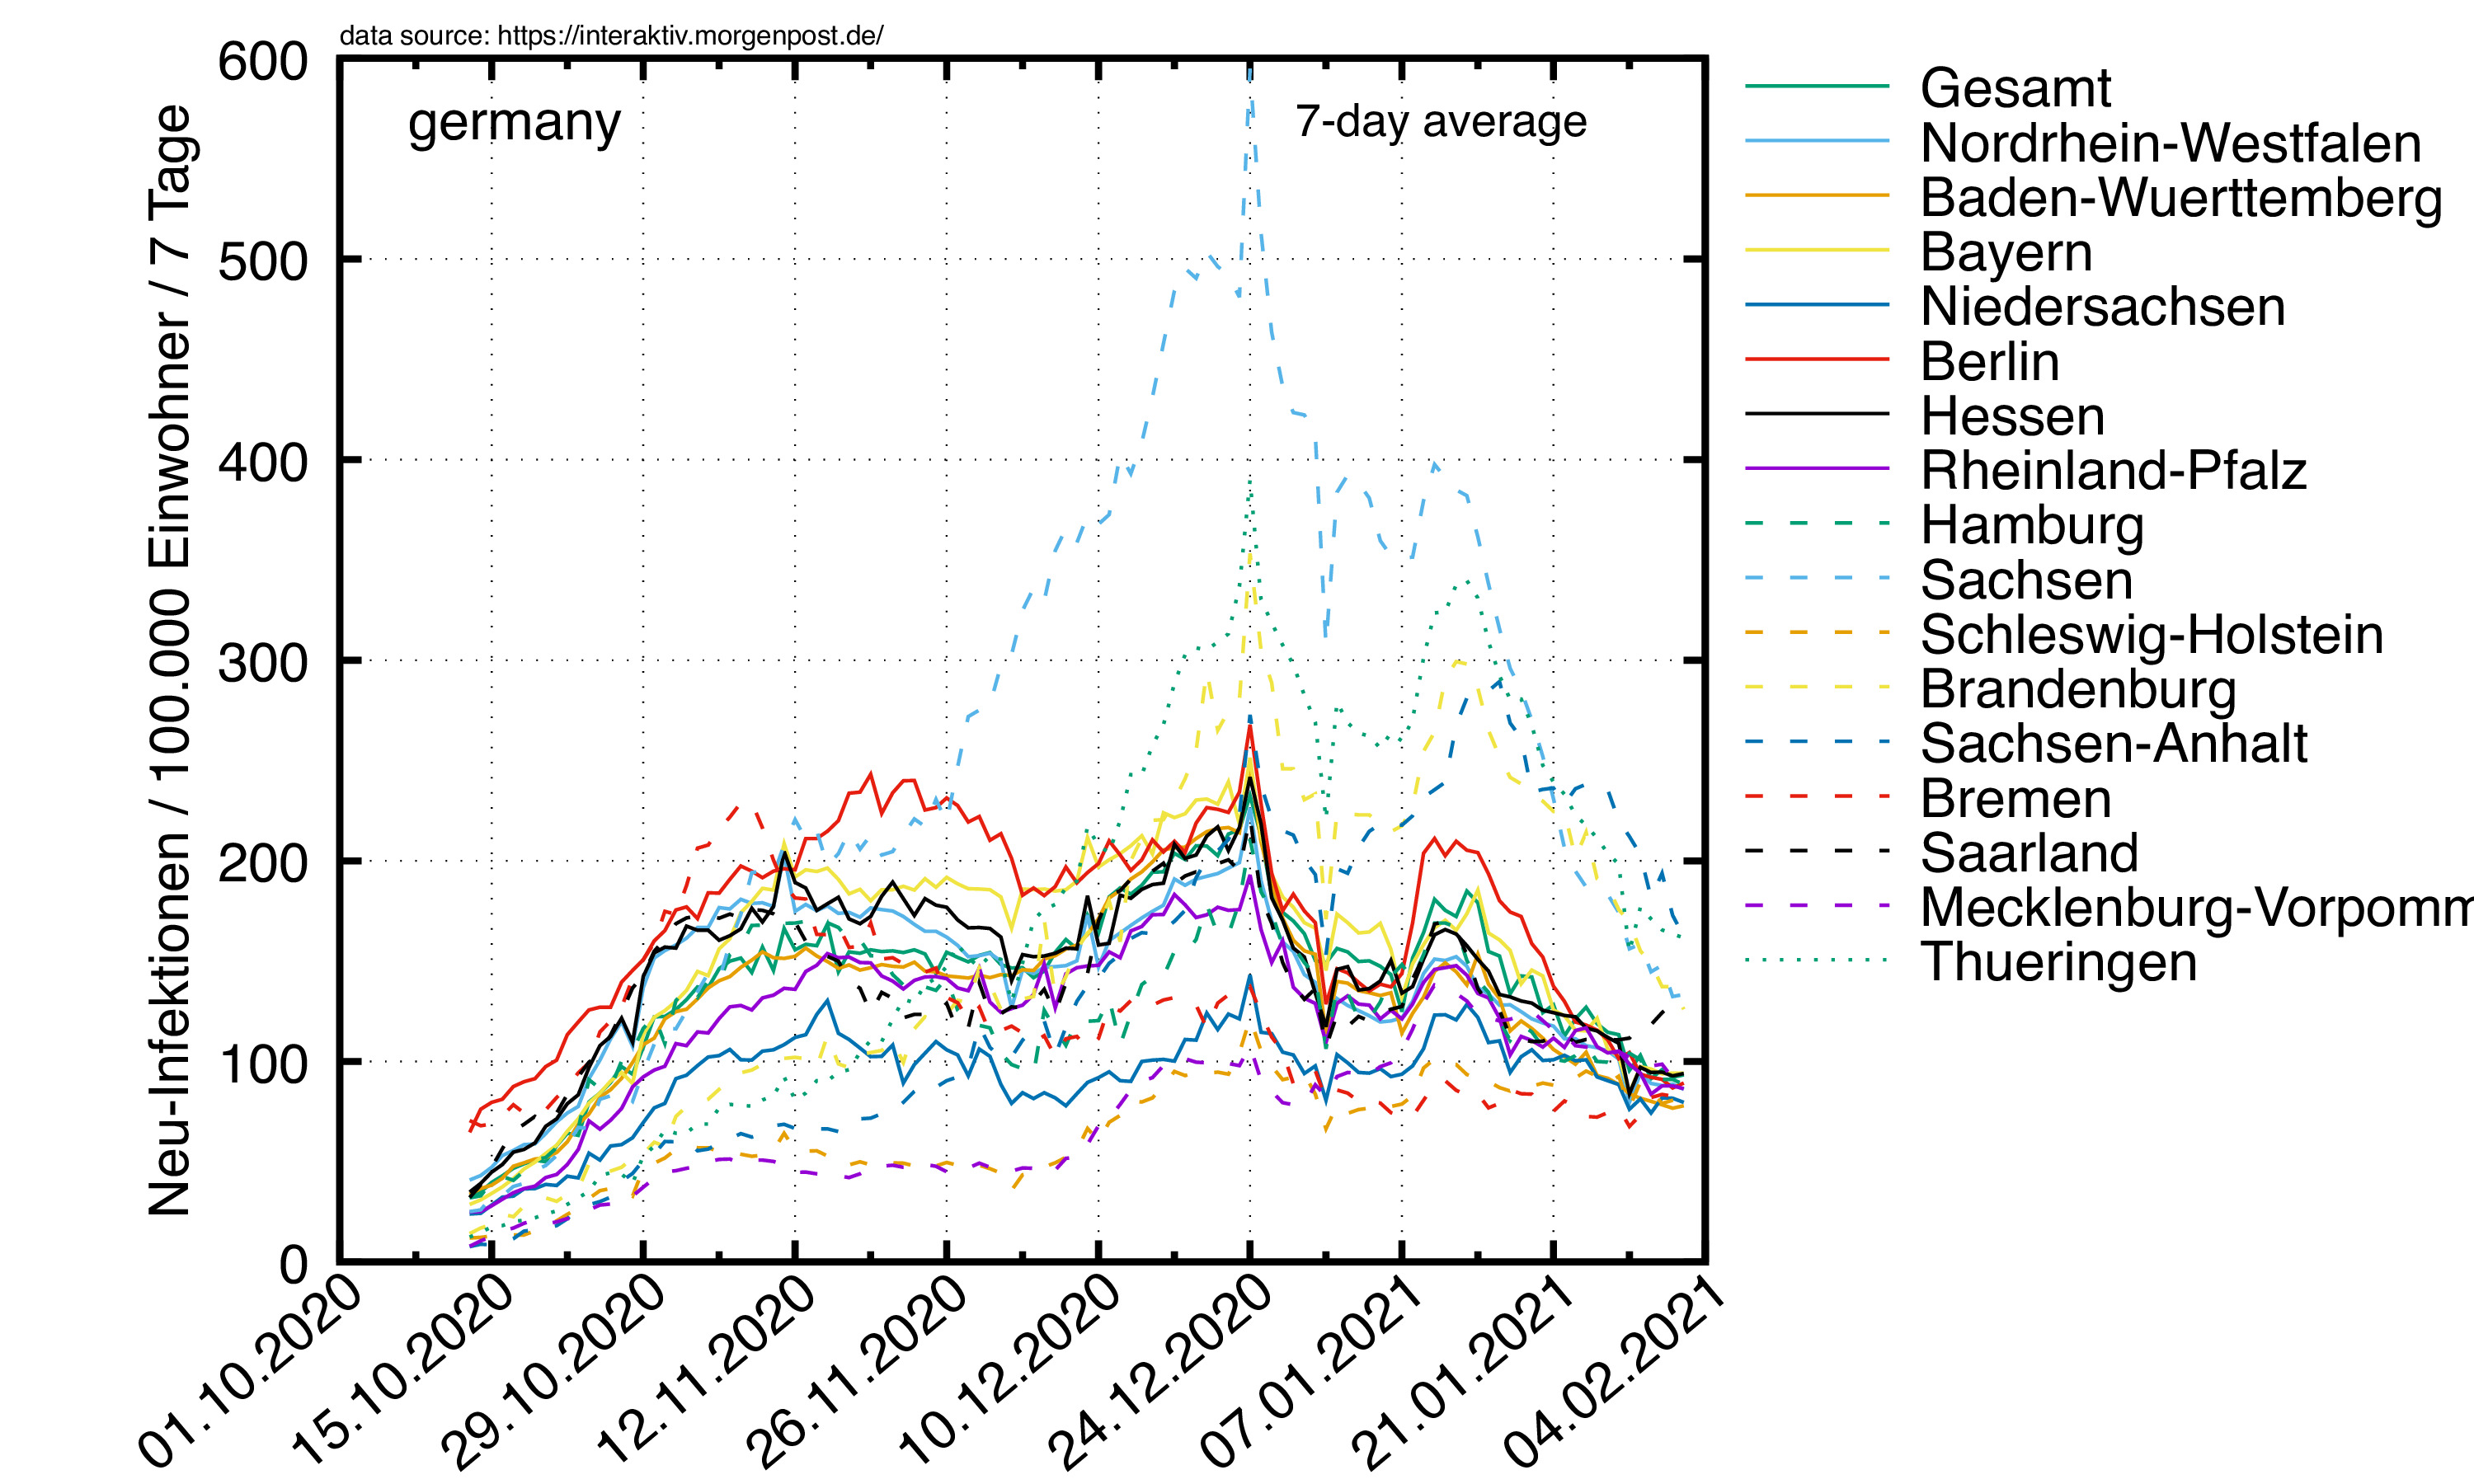 data source: https://interaktiv.morgenpost.de/
germany
7-day average
Neu-Infektionen / 100.000 Einwohner / 7 Tage
600
500
400
300
200
100
0
01.10.2020
15.10.2020
29.10.2020
12.11.2020
26.11.2020
10.12.2020
24.12.2020
07.01.2021
21.01.2021
04.02.2021
Gesamt
Nordrhein-Westfalen
Baden-Wuerttemberg
Bayern
Niedersachsen
Berlin
Hessen
Rheinland-Pfalz
Hamburg
Sachsen
Schleswig-Holstein
Brandenburg
Sachsen-Anhalt
Bremen
Saarland
Mecklenburg-Vorpomm
Thueringen